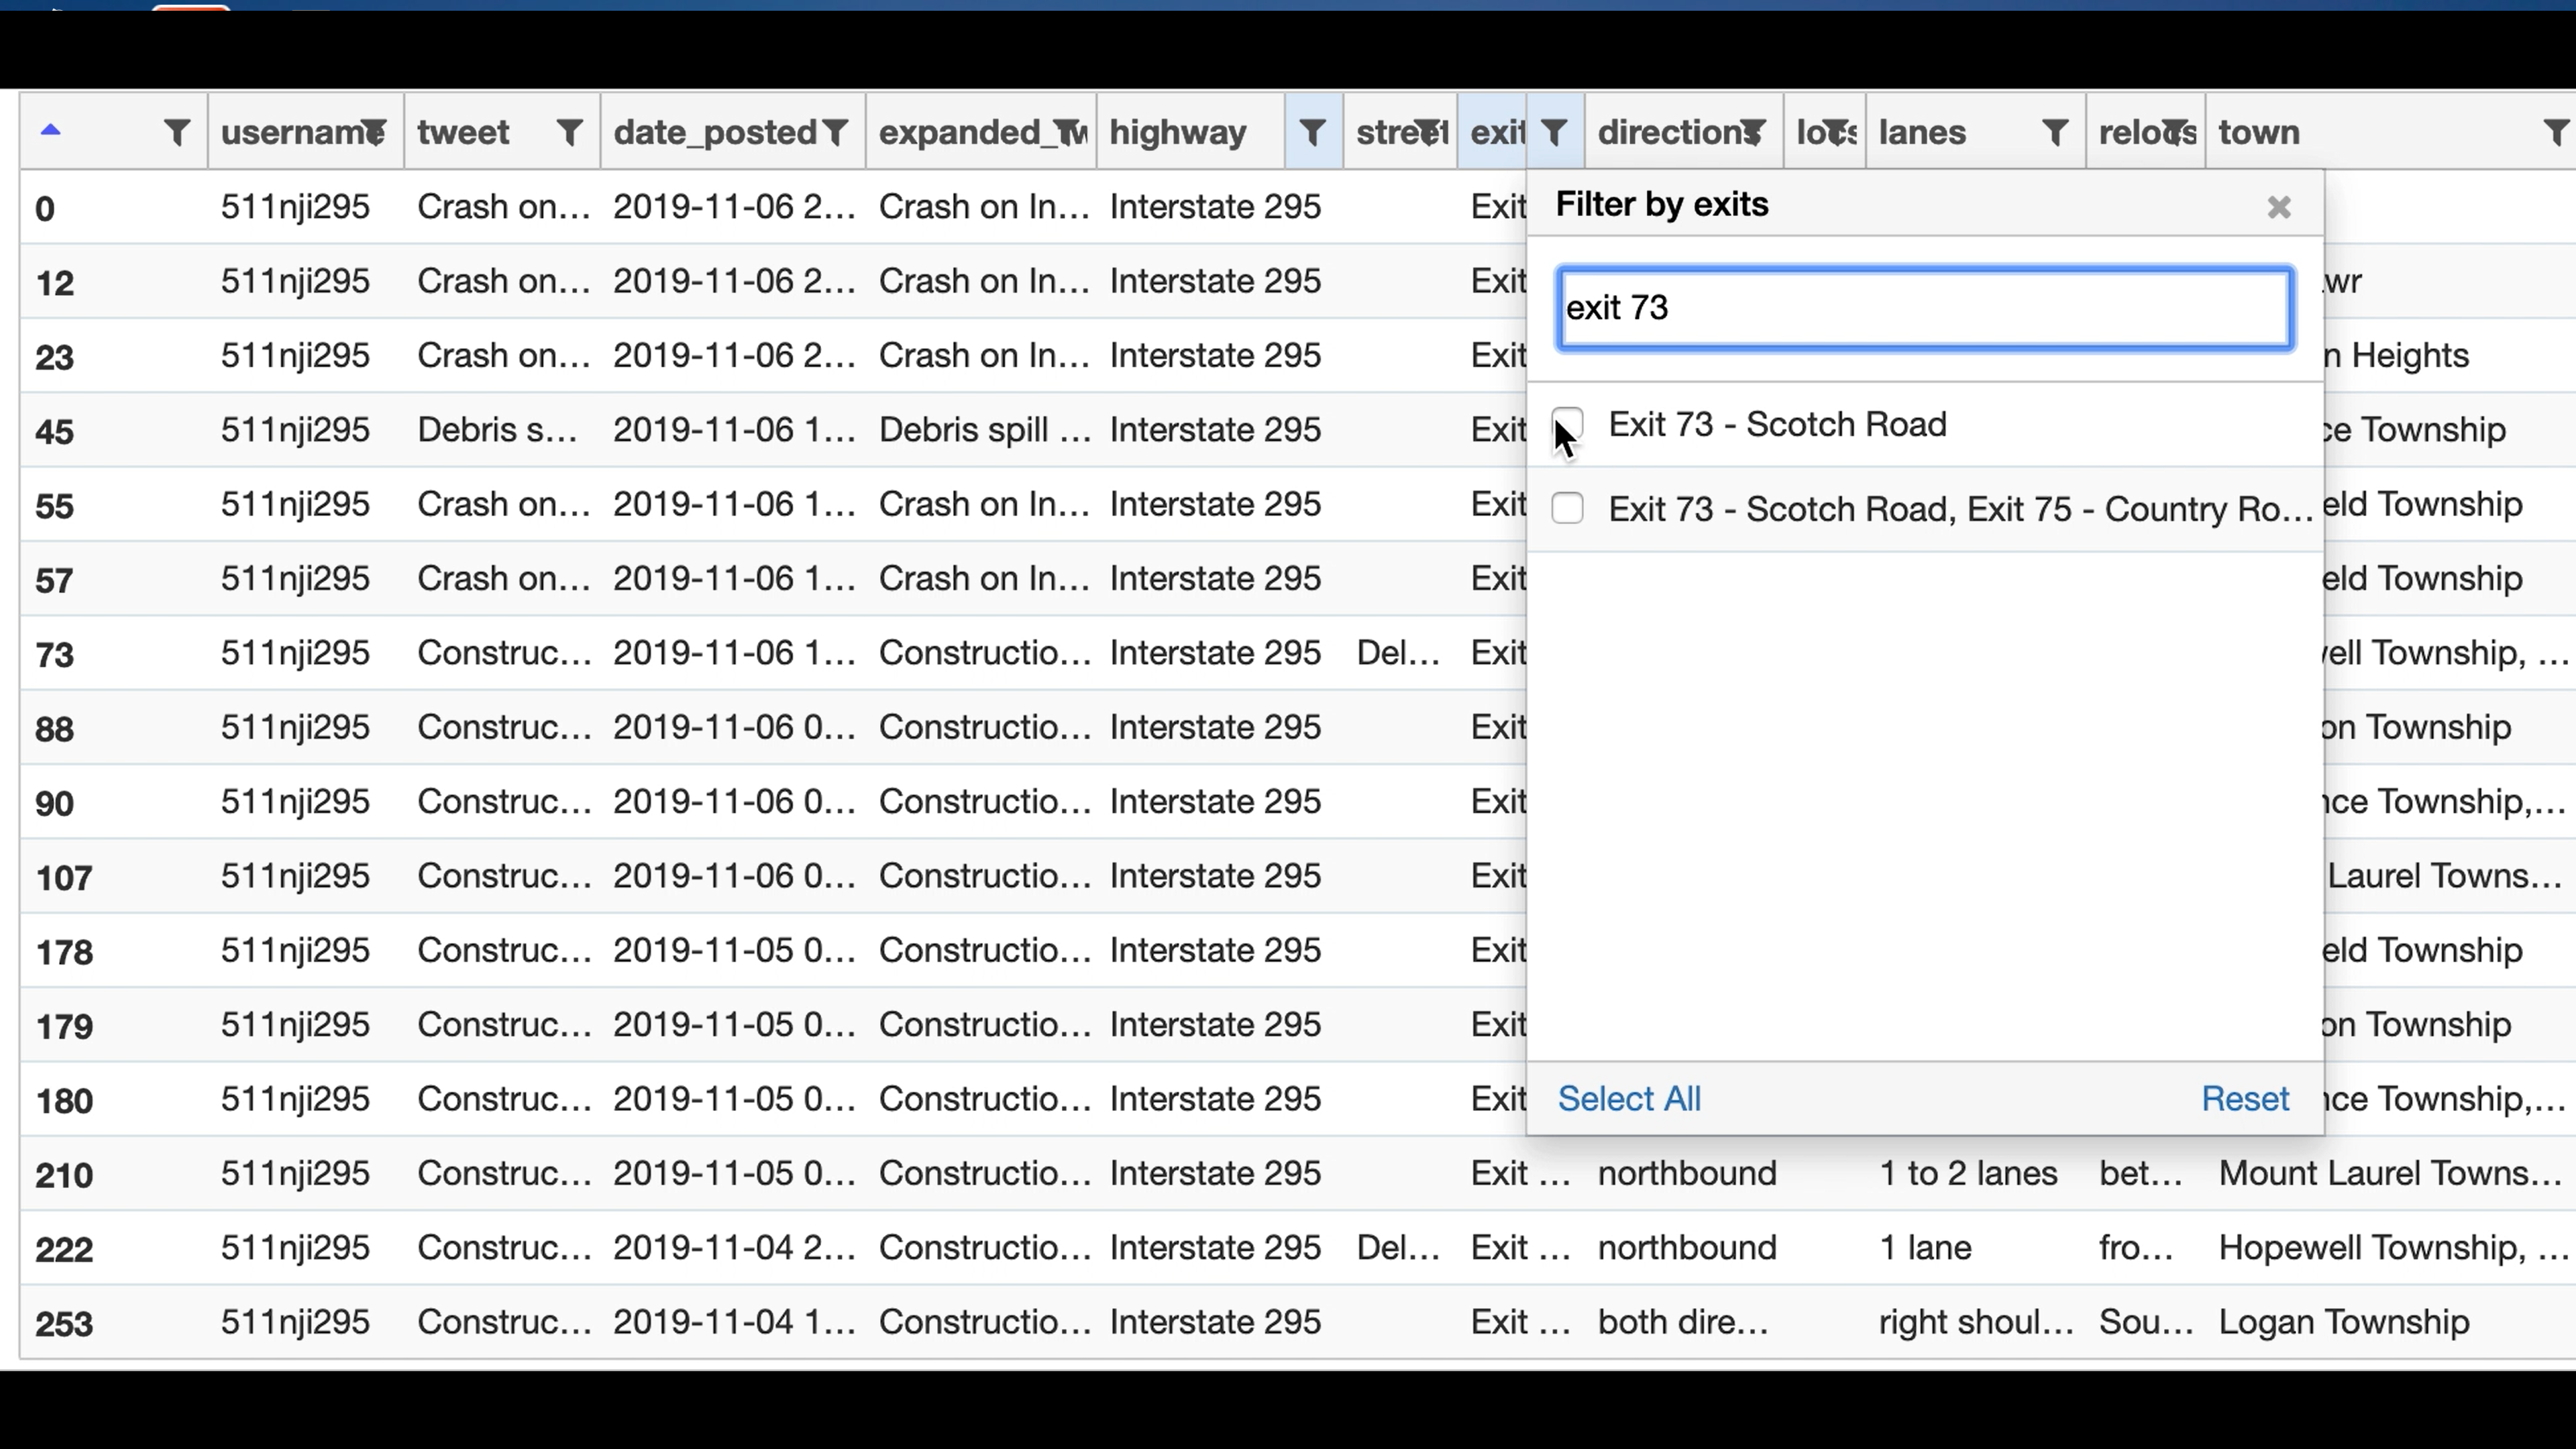 username tweet date_posted expanded_tw highway street exit directions locs lanes relocs town
0 511nji295 Crash on... 2019-11-06 2... Crash on In... Interstate 295 Exit
12 511nji295 Crash on... 2019-11-06 2... Crash on In... Interstate 295 Exit wr
23 511nji295 Crash on... 2019-11-06 2... Crash on In... Interstate 295 Exit n Heights
45 511nji295 Debris s... 2019-11-06 1... Debris spill ... Interstate 295 Exit ce Township
55 511nji295 Crash on... 2019-11-06 1... Crash on In... Interstate 295 Exit eld Township
57 511nji295 Crash on... 2019-11-06 1... Crash on In... Interstate 295 Exit eld Township
73 511nji295 Construc... 2019-11-06 1... Constructio... Interstate 295 Del... Exit ell Township, ...
88 511nji295 Construc... 2019-11-06 0... Constructio... Interstate 295 Exit on Township
90 511nji295 Construc... 2019-11-06 0... Constructio... Interstate 295 Exit nce Township,...
107 511nji295 Construc... 2019-11-06 0... Constructio... Interstate 295 Exit Laurel Towns...
178 511nji295 Construc... 2019-11-05 0... Constructio... Interstate 295 Exit eld Township
179 511nji295 Construc... 2019-11-05 0... Constructio... Interstate 295 Exit on Township
180 511nji295 Construc... 2019-11-05 0... Constructio... Interstate 295 Exit nce Township,...
210 511nji295 Construc... 2019-11-05 0... Constructio... Interstate 295 Exit ... northbound 1 to 2 lanes bet... Mount Laurel Towns...
222 511nji295 Construc... 2019-11-04 2... Constructio... Interstate 295 Del... Exit ... northbound 1 lane fro... Hopewell Township, ...
253 511nji295 Construc... 2019-11-04 1... Constructio... Interstate 295 Exit ... both dire... right shoul... Sou... Logan Township
Filter by exits
exit 73
Exit 73 - Scotch Road
Exit 73 - Scotch Road, Exit 75 - Country Ro...
Select All Reset